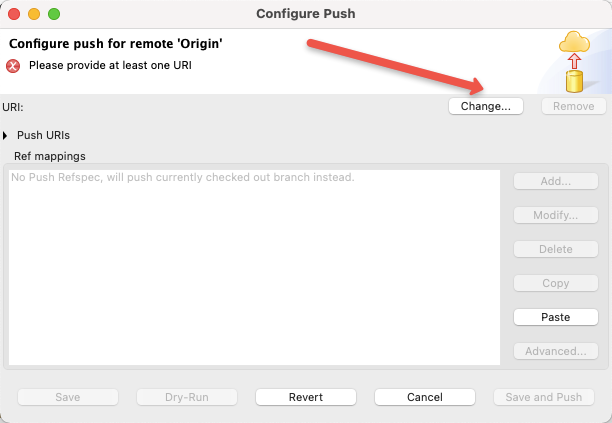 Configure Push
Configure push for remote 'Origin'
Please provide at least one URI
URI:
Change...
Remove
Push URIs
Ref mappings
No Push Refspec, will push currently checked out branch instead.
Add...
Modify...
Delete
Copy
Paste
Advanced...
Save
Dry-Run
Revert
Cancel
Save and Push